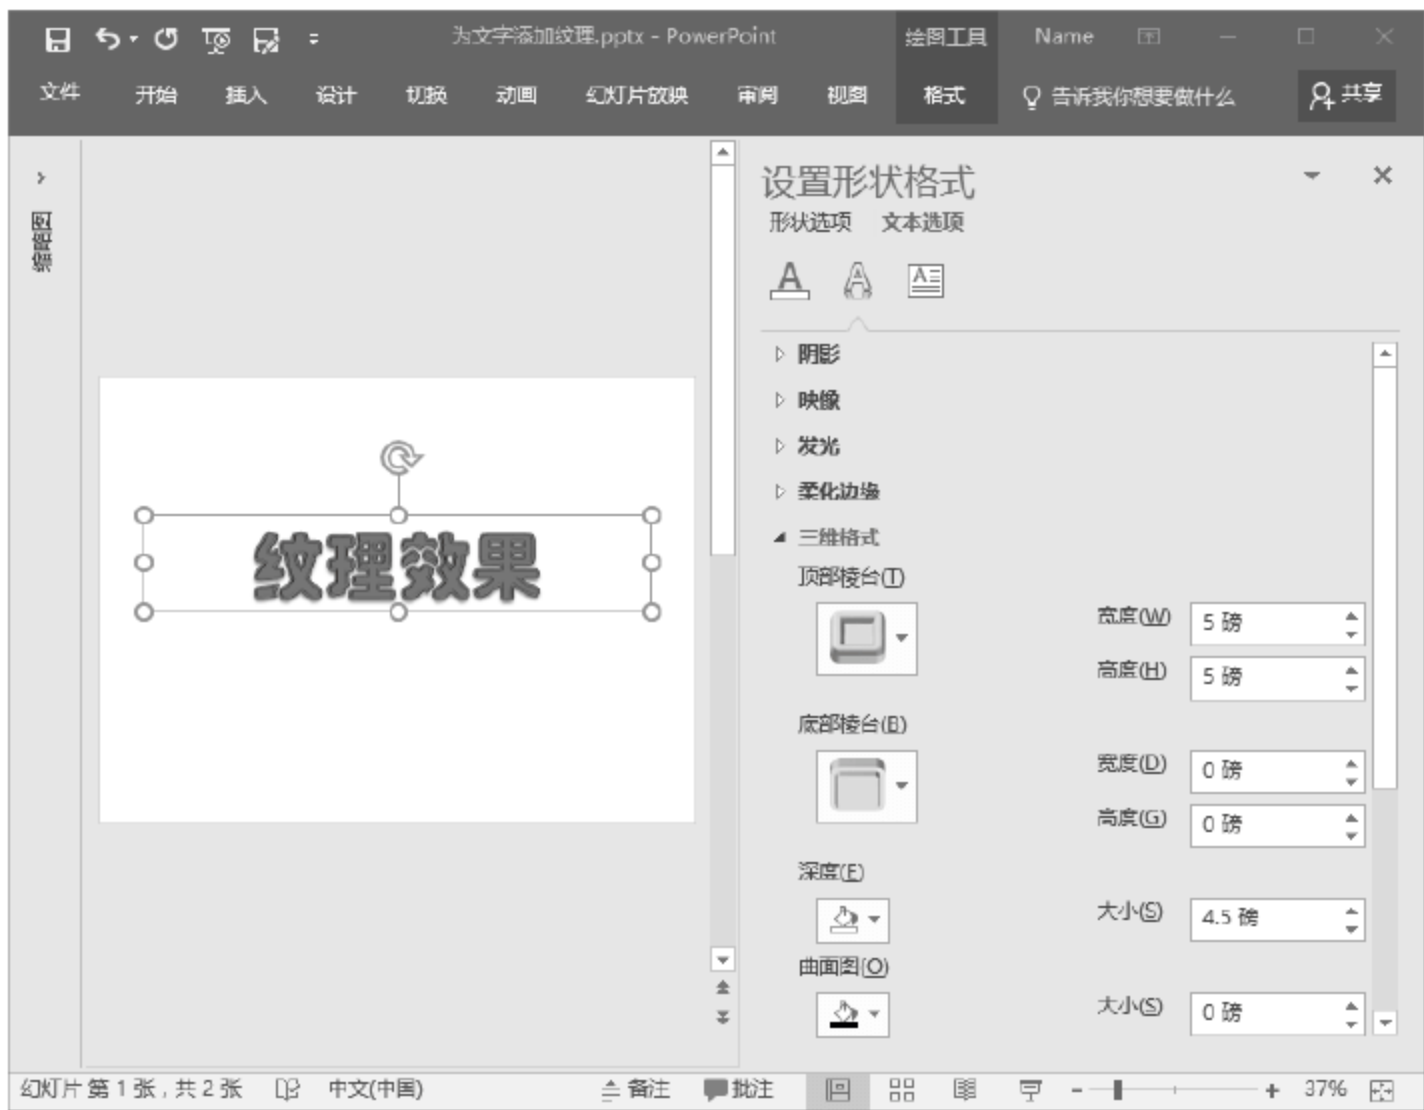 为文字添加纹理.pptx - PowerPoint
绘图工具
Name
文件 开始 插入 设计 切换 动画 幻灯片放映 审阅 视图 格式 告诉我你想要做什么 共享
缩略图
纹理效果
设置形状格式
形状选项 文本选项
阴影
映像
发光
柔化边缘
三维格式
顶部棱台(T)
宽度(W) 5 磅
高度(H) 5 磅
底部棱台(B)
宽度(D) 0 磅
高度(G) 0 磅
深度(E)
大小(S) 4.5 磅
曲面图(O)
大小(S) 0 磅
幻灯片 第 1 张，共 2 张 中文(中国) 备注 批注 37%